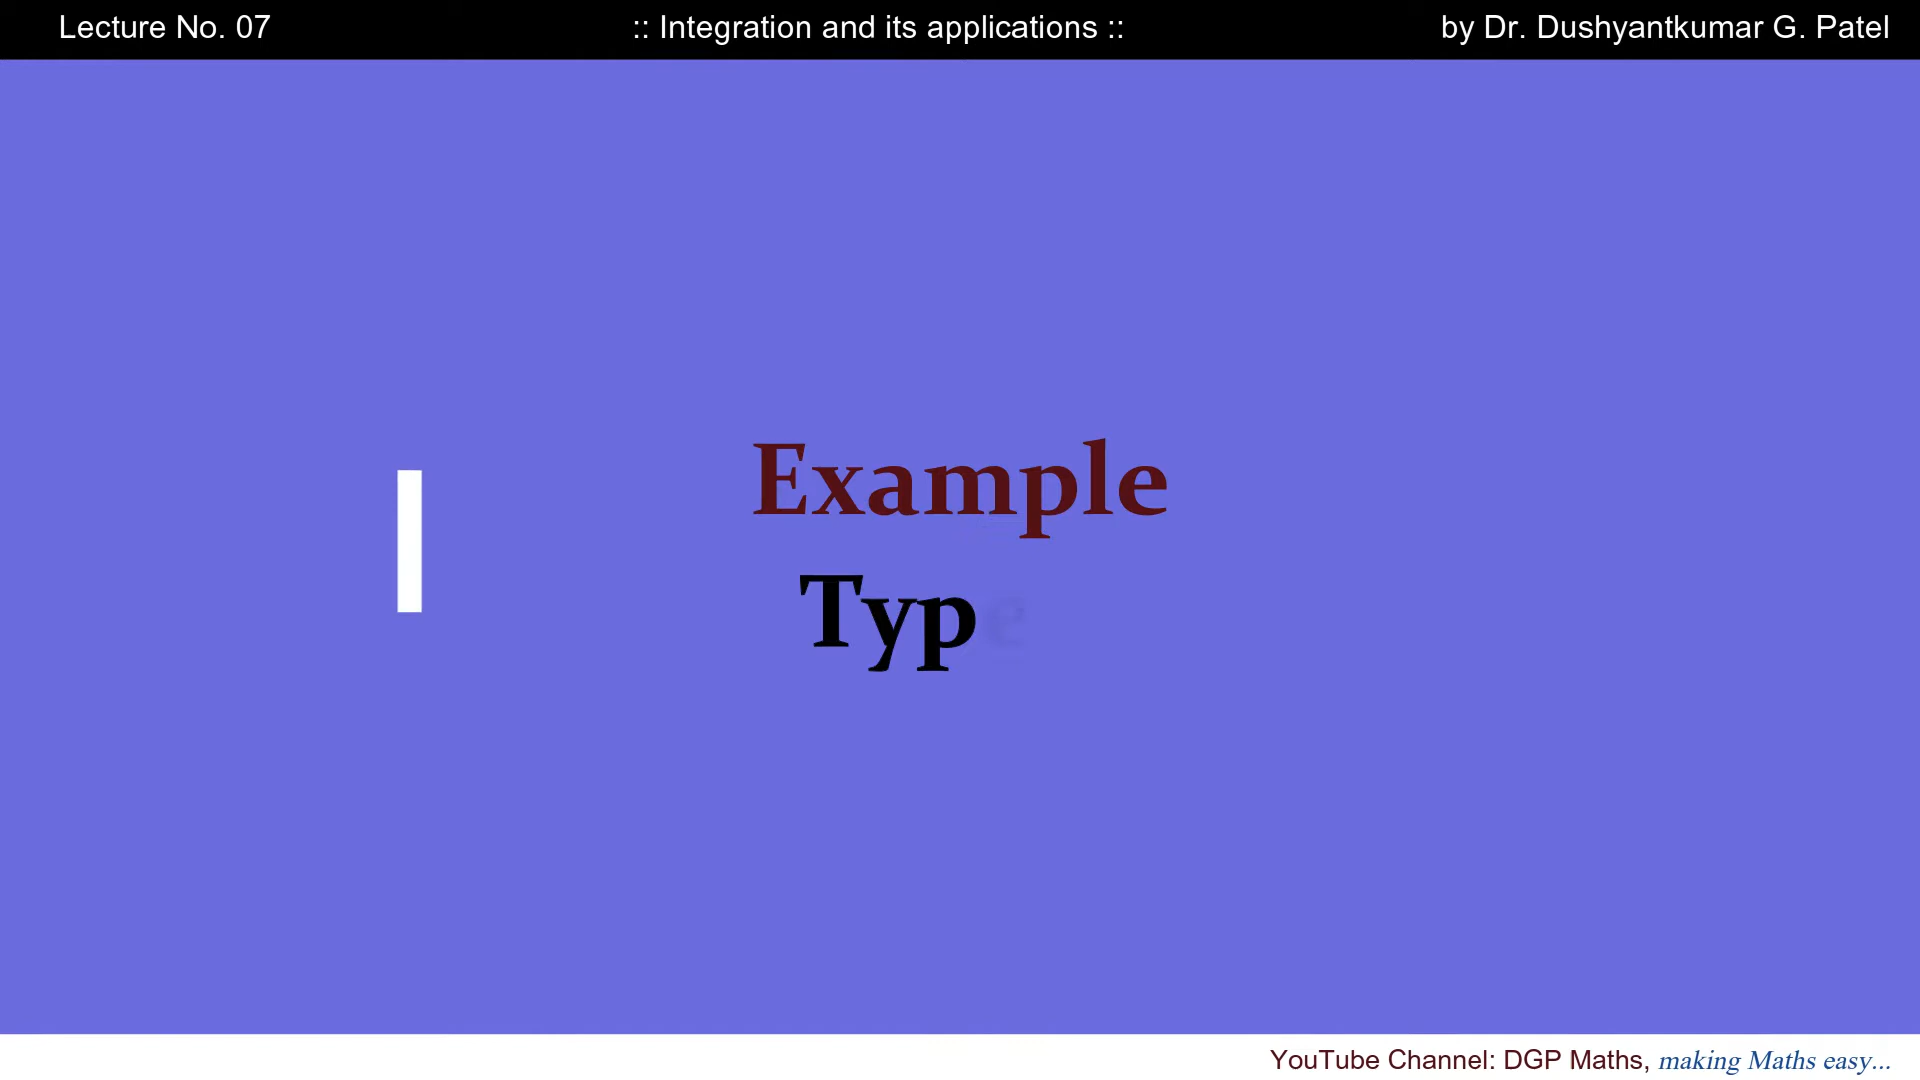 Lecture No. 07
:: Integration and its applications ::
by Dr. Dushyantkumar G. Patel
Example
Type
YouTube Channel: DGP Maths, making Maths easy...